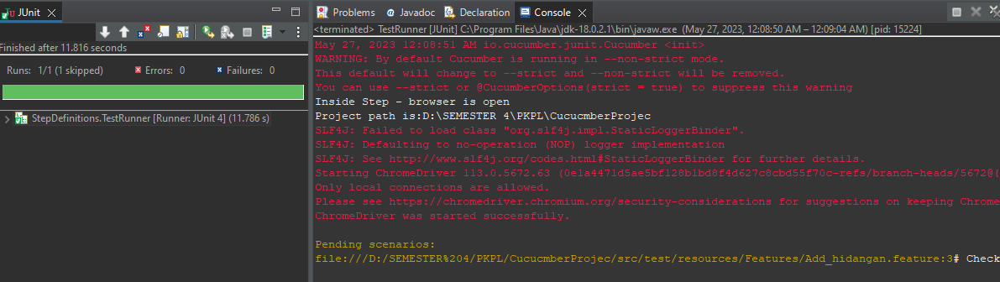 JUnit
Finished after 11.816 seconds
Runs: 1/1 (1 skipped) Errors: 0 Failures: 0
StepDefinitions.TestRunner [Runner: JUnit 4] (11.786 s)
Problems Javadoc Declaration Console
<terminated> TestRunner [JUnit] C:\Program Files\Java\jdk-18.0.2.1\bin\javaw.exe (May 27, 2023, 12:08:50 AM – 12:09:04 AM) [pid: 15224]
May 27, 2023 12:08:51 AM io.cucumber.junit.Cucumber <init>
WARNING: By default Cucumber is running in --non-strict mode.
This default will change to --strict and --non-strict will be removed.
You can use --strict or @CucumberOptions(strict = true) to suppress this warning
Inside Step - browser is open
Project path is:D:\SEMESTER 4\PKPL\CucucmberProjec
SLF4J: Failed to load class "org.slf4j.impl.StaticLoggerBinder".
SLF4J: Defaulting to no-operation (NOP) logger implementation
SLF4J: See http://www.slf4j.org/codes.html#StaticLoggerBinder for further details.
Starting ChromeDriver 113.0.5672.63 (0e1a4471d5ae5bf128b1bd8f4d627c8cbd55f70c-refs/branch-heads/5672@{
Only local connections are allowed.
Please see https://chromedriver.chromium.org/security-considerations for suggestions on keeping Chrome
ChromeDriver was started successfully.
Pending scenarios:
file:///D:/SEMESTER%204/PKPL/CucucmberProjec/src/test/resources/Features/Add_hidangan.feature:3# Check